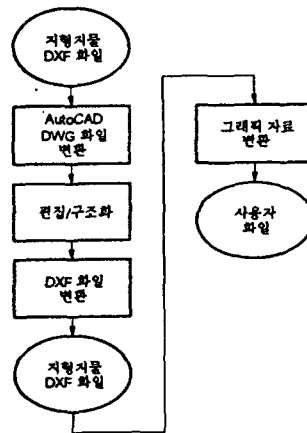 지형지물
DXF 화일
AutoCAD
DWG 화일
변환
편집/구조화
DXF 화일
변환
지형지물
DXF 화일
그래픽 자료
변환
사용자
화일